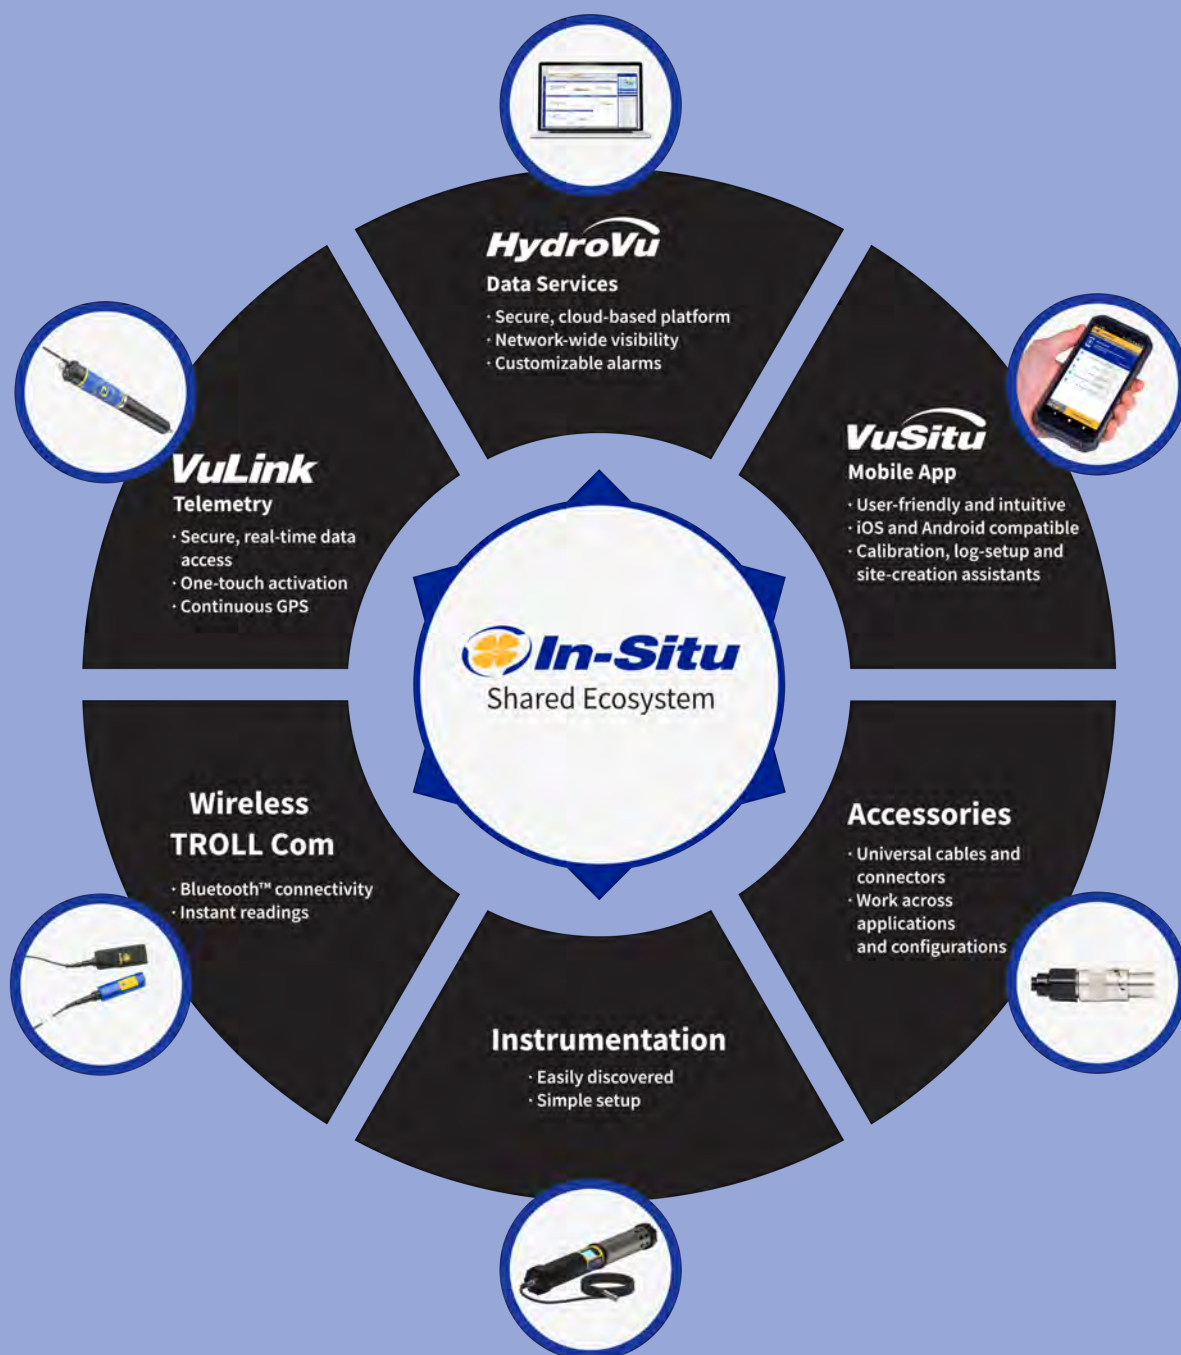 HydroVu
Data Services
· Secure, cloud-based platform
· Network-wide visibility
· Customizable alarms
VuSitu
Mobile App
· User-friendly and intuitive
· iOS and Android compatible
· Calibration, log-setup and
site-creation assistants
VuLink
Telemetry
· Secure, real-time data
access
· One-touch activation
· Continuous GPS
In-Situ
Shared Ecosystem
Wireless
TROLL Com
· Bluetooth™ connectivity
· Instant readings
Accessories
· Universal cables and
connectors
· Work across
applications
and configurations
Instrumentation
· Easily discovered
· Simple setup